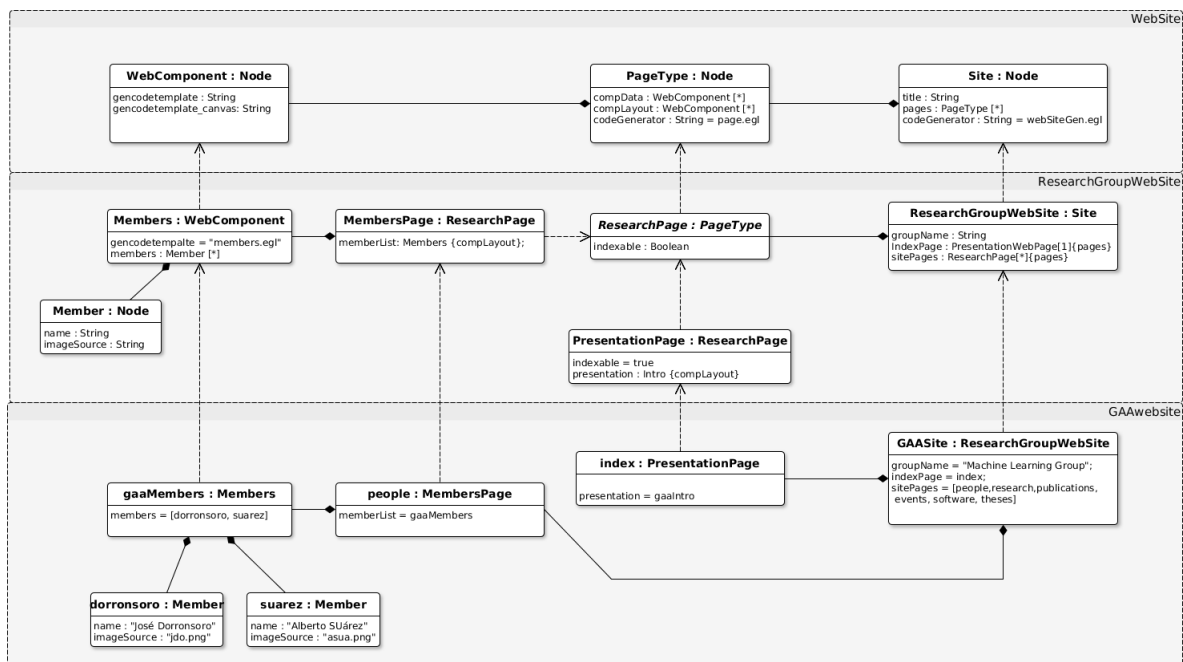 WebSite
WebComponent : Node
gencodetemplate : String
gencodetemplate_canvas: String
PageType : Node
compData : WebComponent [*]
compLayout : WebComponent [*]
codeGenerator : String = page.egl
Site : Node
title : String
pages : PageType [*]
codeGenerator : String = webSiteGen.egl
ResearchGroupWebSite
Members : WebComponent
gencodetempalte = "members.egl"
members : Member [*]
MembersPage : ResearchPage
memberList: Members {compLayout};
ResearchPage : PageType
indexable : Boolean
ResearchGroupWebSite : Site
groupName : String
IndexPage : PresentationWebPage[1]{pages}
sitePages : ResearchPage[*]{pages}
Member : Node
name : String
imageSource : String
PresentationPage : ResearchPage
indexable = true
presentation : Intro {compLayout}
GAAwebsite
gaaMembers : Members
members = [dorronsoro, suarez]
people : MembersPage
memberList = gaaMembers
index : PresentationPage
presentation = gaaIntro
GAASite : ResearchGroupWebSite
groupName = "Machine Learning Group";
indexPage = index;
sitePages = [people,research,publications,
events, software, theses]
dorronsoro : Member
name : "José Dorronsoro"
imageSource : "jdo.png"
suarez : Member
name : "Alberto SUárez"
imageSource : "asua.png"